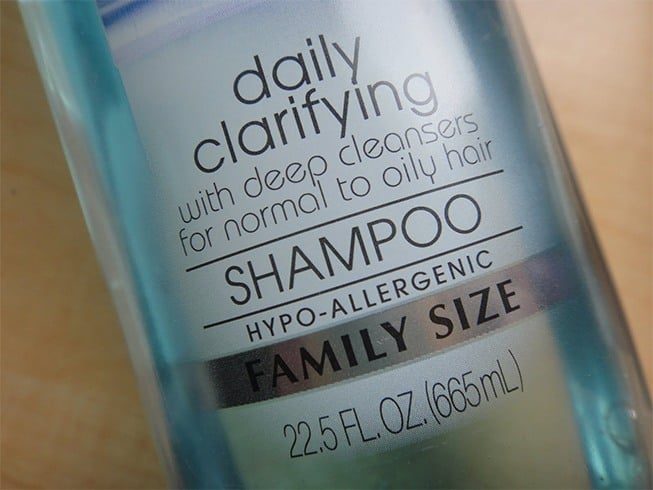 daily
clarifying
with deep cleansers
for normal to oily hair
SHAMPOO
HYPO-ALLERGENIC
FAMILY SIZE
22.5 FL. OZ. (665mL)